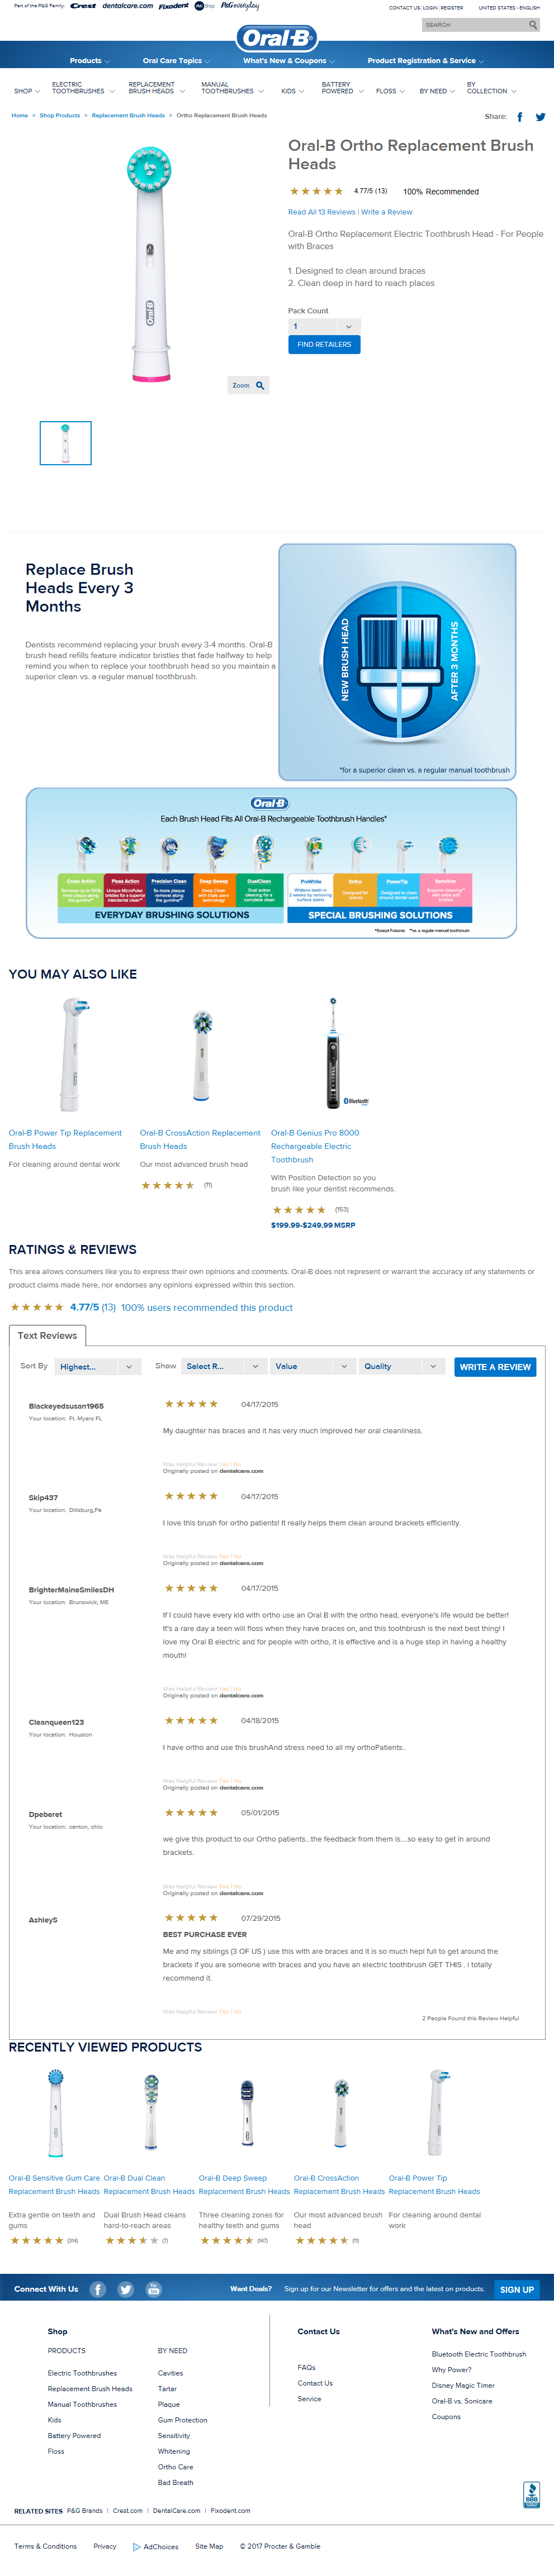 Part of the P&G Family: Crest dentalcare.com Fixodent P&G Shop P&G everyday
CONTACT US | LOGIN | REGISTER UNITED STATES - ENGLISH
SEARCH
Oral-B
Products Oral Care Topics What's New & Coupons Product Registration & Service
SHOP ELECTRIC TOOTHBRUSHES REPLACEMENT BRUSH HEADS MANUAL TOOTHBRUSHES KIDS BATTERY POWERED FLOSS BY NEED BY COLLECTION
Home > Shop Products > Replacement Brush Heads > Ortho Replacement Brush Heads
Share:
Oral-B Ortho Replacement Brush
Heads
4.77/5 (13) 100% Recommended
Read All 13 Reviews | Write a Review
Oral-B Ortho Replacement Electric Toothbrush Head - For People
with Braces
1. Designed to clean around braces
2. Clean deep in hard to reach places
Pack Count
1
FIND RETAILERS
Oral-B
Zoom
Replace Brush
Heads Every 3
Months
Dentists recommend replacing your brush every 3-4 months. Oral-B
brush head refills feature indicator bristles that fade halfway to help
remind you when to replace your toothbrush head so you maintain a
superior clean vs. a regular manual toothbrush.
NEW BRUSH HEAD
AFTER 3 MONTHS
*for a superior clean vs. a regular manual toothbrush
Oral-B
Each Brush Head Fits All Oral-B Rechargeable Toothbrush Handles*
Cross Action Floss Action Precision Clean Deep Sweep DualClean ProWhite Ortho PowerTip Sensitive
EVERYDAY BRUSHING SOLUTIONS
SPECIAL BRUSHING SOLUTIONS
YOU MAY ALSO LIKE
Bluetooth
Oral-B Power Tip Replacement
Brush Heads
For cleaning around dental work
Oral-B CrossAction Replacement
Brush Heads
Our most advanced brush head
(11)
Oral-B Genius Pro 8000
Rechargeable Electric
Toothbrush
With Position Detection so you
brush like your dentist recommends.
(153)
$199.99-$249.99 MSRP
RATINGS & REVIEWS
This area allows consumers like you to express their own opinions and comments. Oral-B does not represent or warrant the accuracy of any statements or
product claims made here, nor endorses any opinions expressed within this section.
4.77/5 (13) 100% users recommended this product
Text Reviews
Sort By Highest... Show Select R... Value Quality WRITE A REVIEW
Blackeyedsusan1965 04/17/2015
Your location: Ft. Myers FL
My daughter has braces and it has very much improved her oral cleanliness.
Was Helpful Review Yes | No
Originally posted on dentalcare.com
Skip437 04/17/2015
Your location: Dillsburg,Pa
I love this brush for ortho patients! It really helps them clean around brackets efficiently.
Was Helpful Review Yes | No
Originally posted on dentalcare.com
BrighterMaineSmilesDH 04/17/2015
Your location: Brunswick, ME
If I could have every kid with ortho use an Oral B with the ortho head, everyone's life would be better!
It's a rare day a teen will floss when they have braces on, and this toothbrush is the next best thing! I
love my Oral B electric and for people with ortho, it is effective and is a huge step in having a healthy
mouth!
Was Helpful Review Yes | No
Originally posted on dentalcare.com
Cleanqueen123 04/18/2015
Your location: Houston
I have ortho and use this brushAnd stress need to all my orthoPatients..
Was Helpful Review Yes | No
Originally posted on dentalcare.com
Dpeberet 05/01/2015
Your location: canton, ohio
we give this product to our Ortho patients...the feedback from them is....so easy to get in around
brackets.
Was Helpful Review Yes | No
Originally posted on dentalcare.com
AshleyS 07/29/2015
BEST PURCHASE EVER
Me and my siblings (3 OF US ) use this with are braces and it is so much hepl full to get around the
brackets if you are someone with braces and you have an electric toothbrush GET THIS . i totally
recommend it.
Was Helpful Review Yes | No
2 People Found this Review Helpful
RECENTLY VIEWED PRODUCTS
Oral-B Sensitive Gum Care
Replacement Brush Heads
Extra gentle on teeth and
gums
(314)
Oral-B Dual Clean
Replacement Brush Heads
Dual Brush Head cleans
hard-to-reach areas
(7)
Oral-B Deep Sweep
Replacement Brush Heads
Three cleaning zones for
healthy teeth and gums
(147)
Oral-B CrossAction
Replacement Brush Heads
Our most advanced brush
head
(11)
Oral-B Power Tip
Replacement Brush Heads
For cleaning around dental
work
Connect With Us Want Deals? Sign up for our Newsletter for offers and the latest on products. SIGN UP
Shop
PRODUCTS
Electric Toothbrushes
Replacement Brush Heads
Manual Toothbrushes
Kids
Battery Powered
Floss
BY NEED
Cavities
Tartar
Plaque
Gum Protection
Sensitivity
Whitening
Ortho Care
Bad Breath
Contact Us
FAQs
Contact Us
Service
What's New and Offers
Bluetooth Electric Toothbrush
Why Power?
Disney Magic Timer
Oral-B vs. Sonicare
Coupons
BBB
RELATED SITES P&G Brands | Crest.com | DentalCare.com | Fixodent.com
Terms & Conditions Privacy AdChoices Site Map © 2017 Procter & Gamble